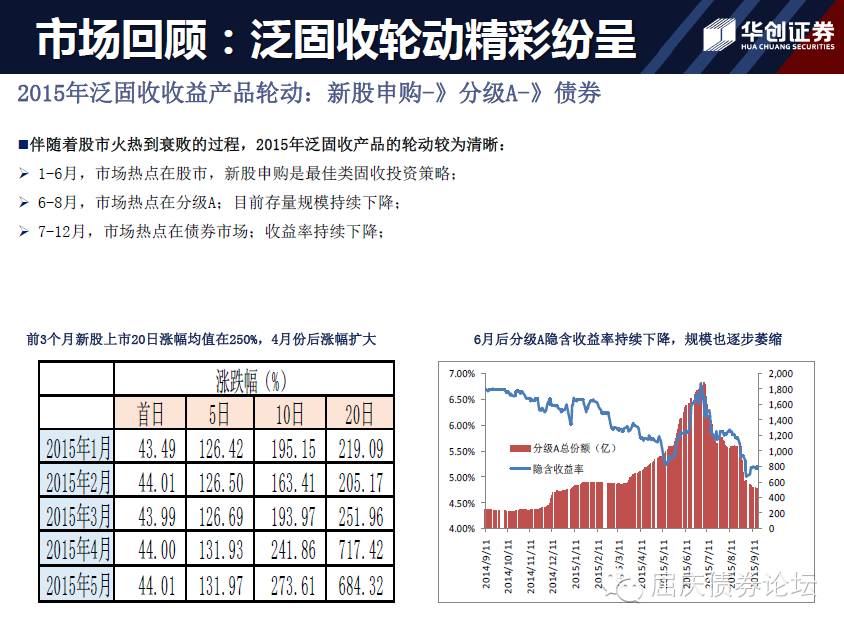 市场回顾：泛固收轮动精彩纷呈
华创证券
HUA CHUANG SECURITIES
2015年泛固收收益产品轮动：新股申购-》分级A-》债券
■伴随着股市火热到衰败的过程，2015年泛固收产品的轮动较为清晰：
➢ 1-6月，市场热点在股市，新股申购是最佳类固收投资策略；
➢ 6-8月，市场热点在分级A；目前存量规模持续下降；
➢ 7-12月，市场热点在债券市场；收益率持续下降；
前3个月新股上市20日涨幅均值在250%，4月份后涨幅扩大
涨跌幅（%）
首日 5日 10日 20日
2015年1月 43.49 126.42 195.15 219.09
2015年2月 44.01 126.50 163.41 205.17
2015年3月 43.99 126.69 193.97 251.96
2015年4月 44.00 131.93 241.86 717.42
2015年5月 44.01 131.97 273.61 684.32
6月后分级A隐含收益率持续下降，规模也逐步萎缩
7.00%
6.50%
6.00%
5.50%
5.00%
4.50%
4.00%
分级A总份额（亿）
隐含收益率
2,000
1,800
1,600
1,400
1,200
1,000
800
600
400
200
0
2014/9/11
2014/10/11
2014/11/11
2014/12/11
2015/1/11
2015/2/11
2015/3/11
2015/4/11
2015/5/11
2015/6/11
2015/7/11
2015/8/11
2015/9/11
屈庆债券论坛